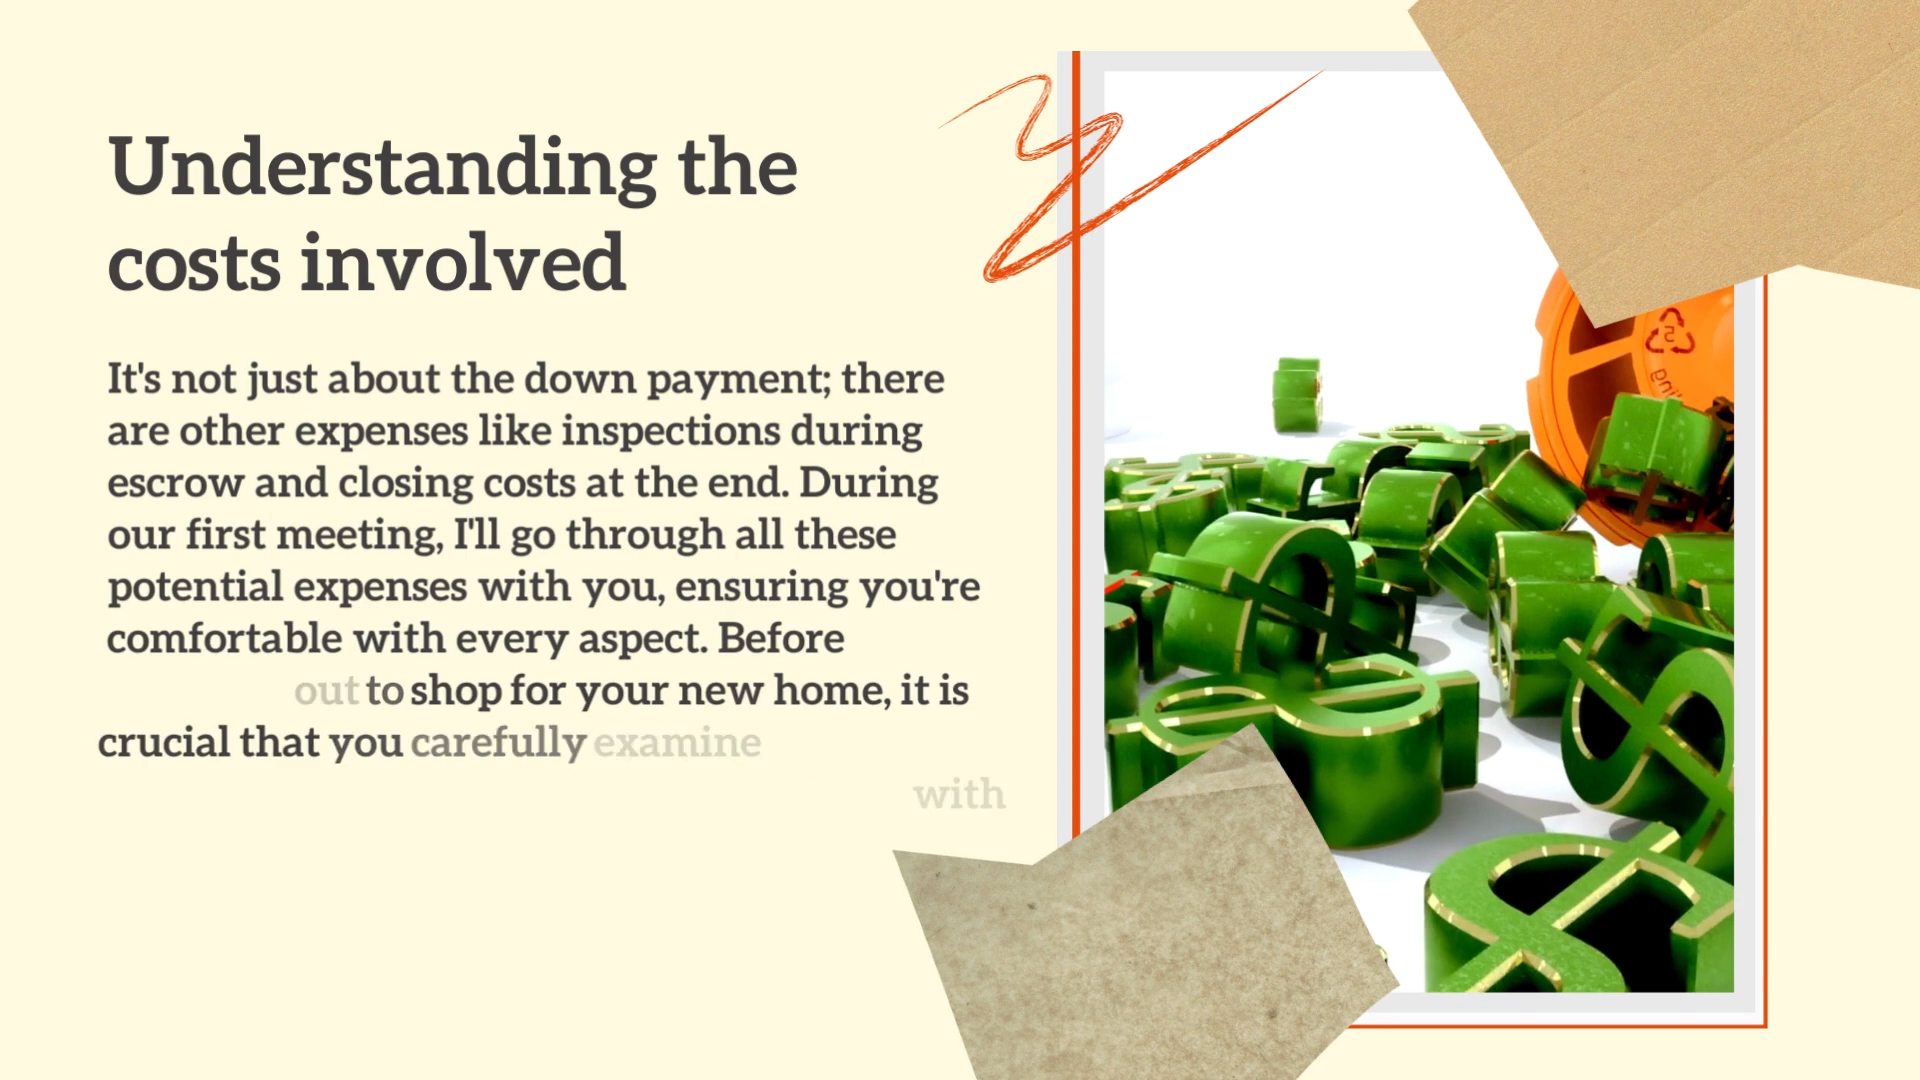 Understanding the
costs involved
It's not just about the down payment; there
are other expenses like inspections during
escrow and closing costs at the end. During
our first meeting, I'll go through all these
potential expenses with you, ensuring you're
comfortable with every aspect. Before
out to shop for your new home, it is
crucial that you carefully examine
with
5